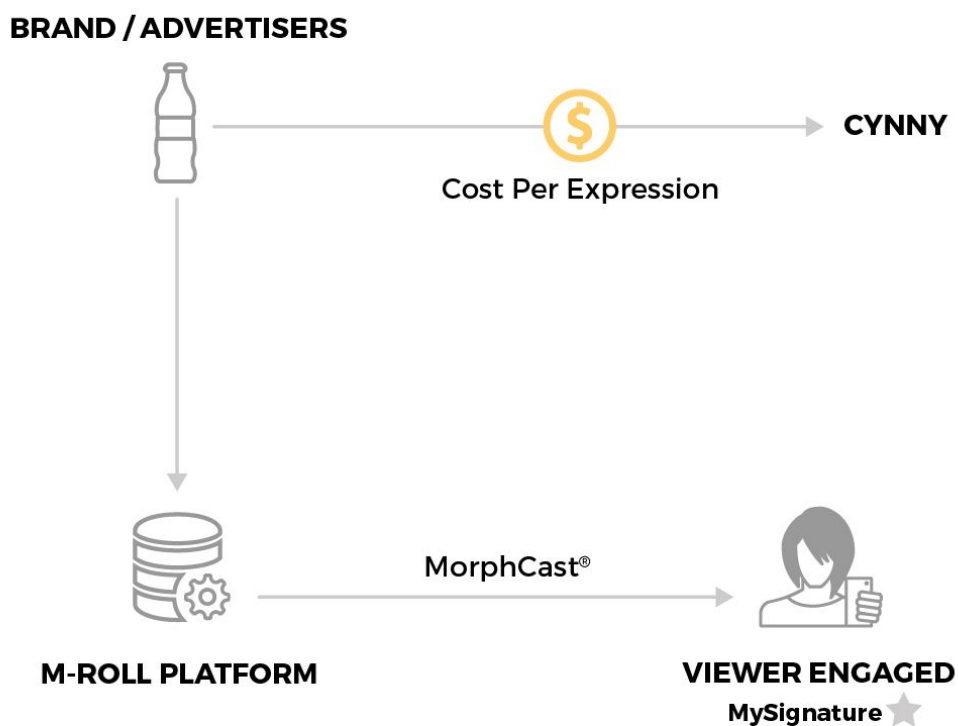 BRAND / ADVERTISERS
$
CYNNY
Cost Per Expression
MorphCast®
M-ROLL PLATFORM
VIEWER ENGAGED
MySignature